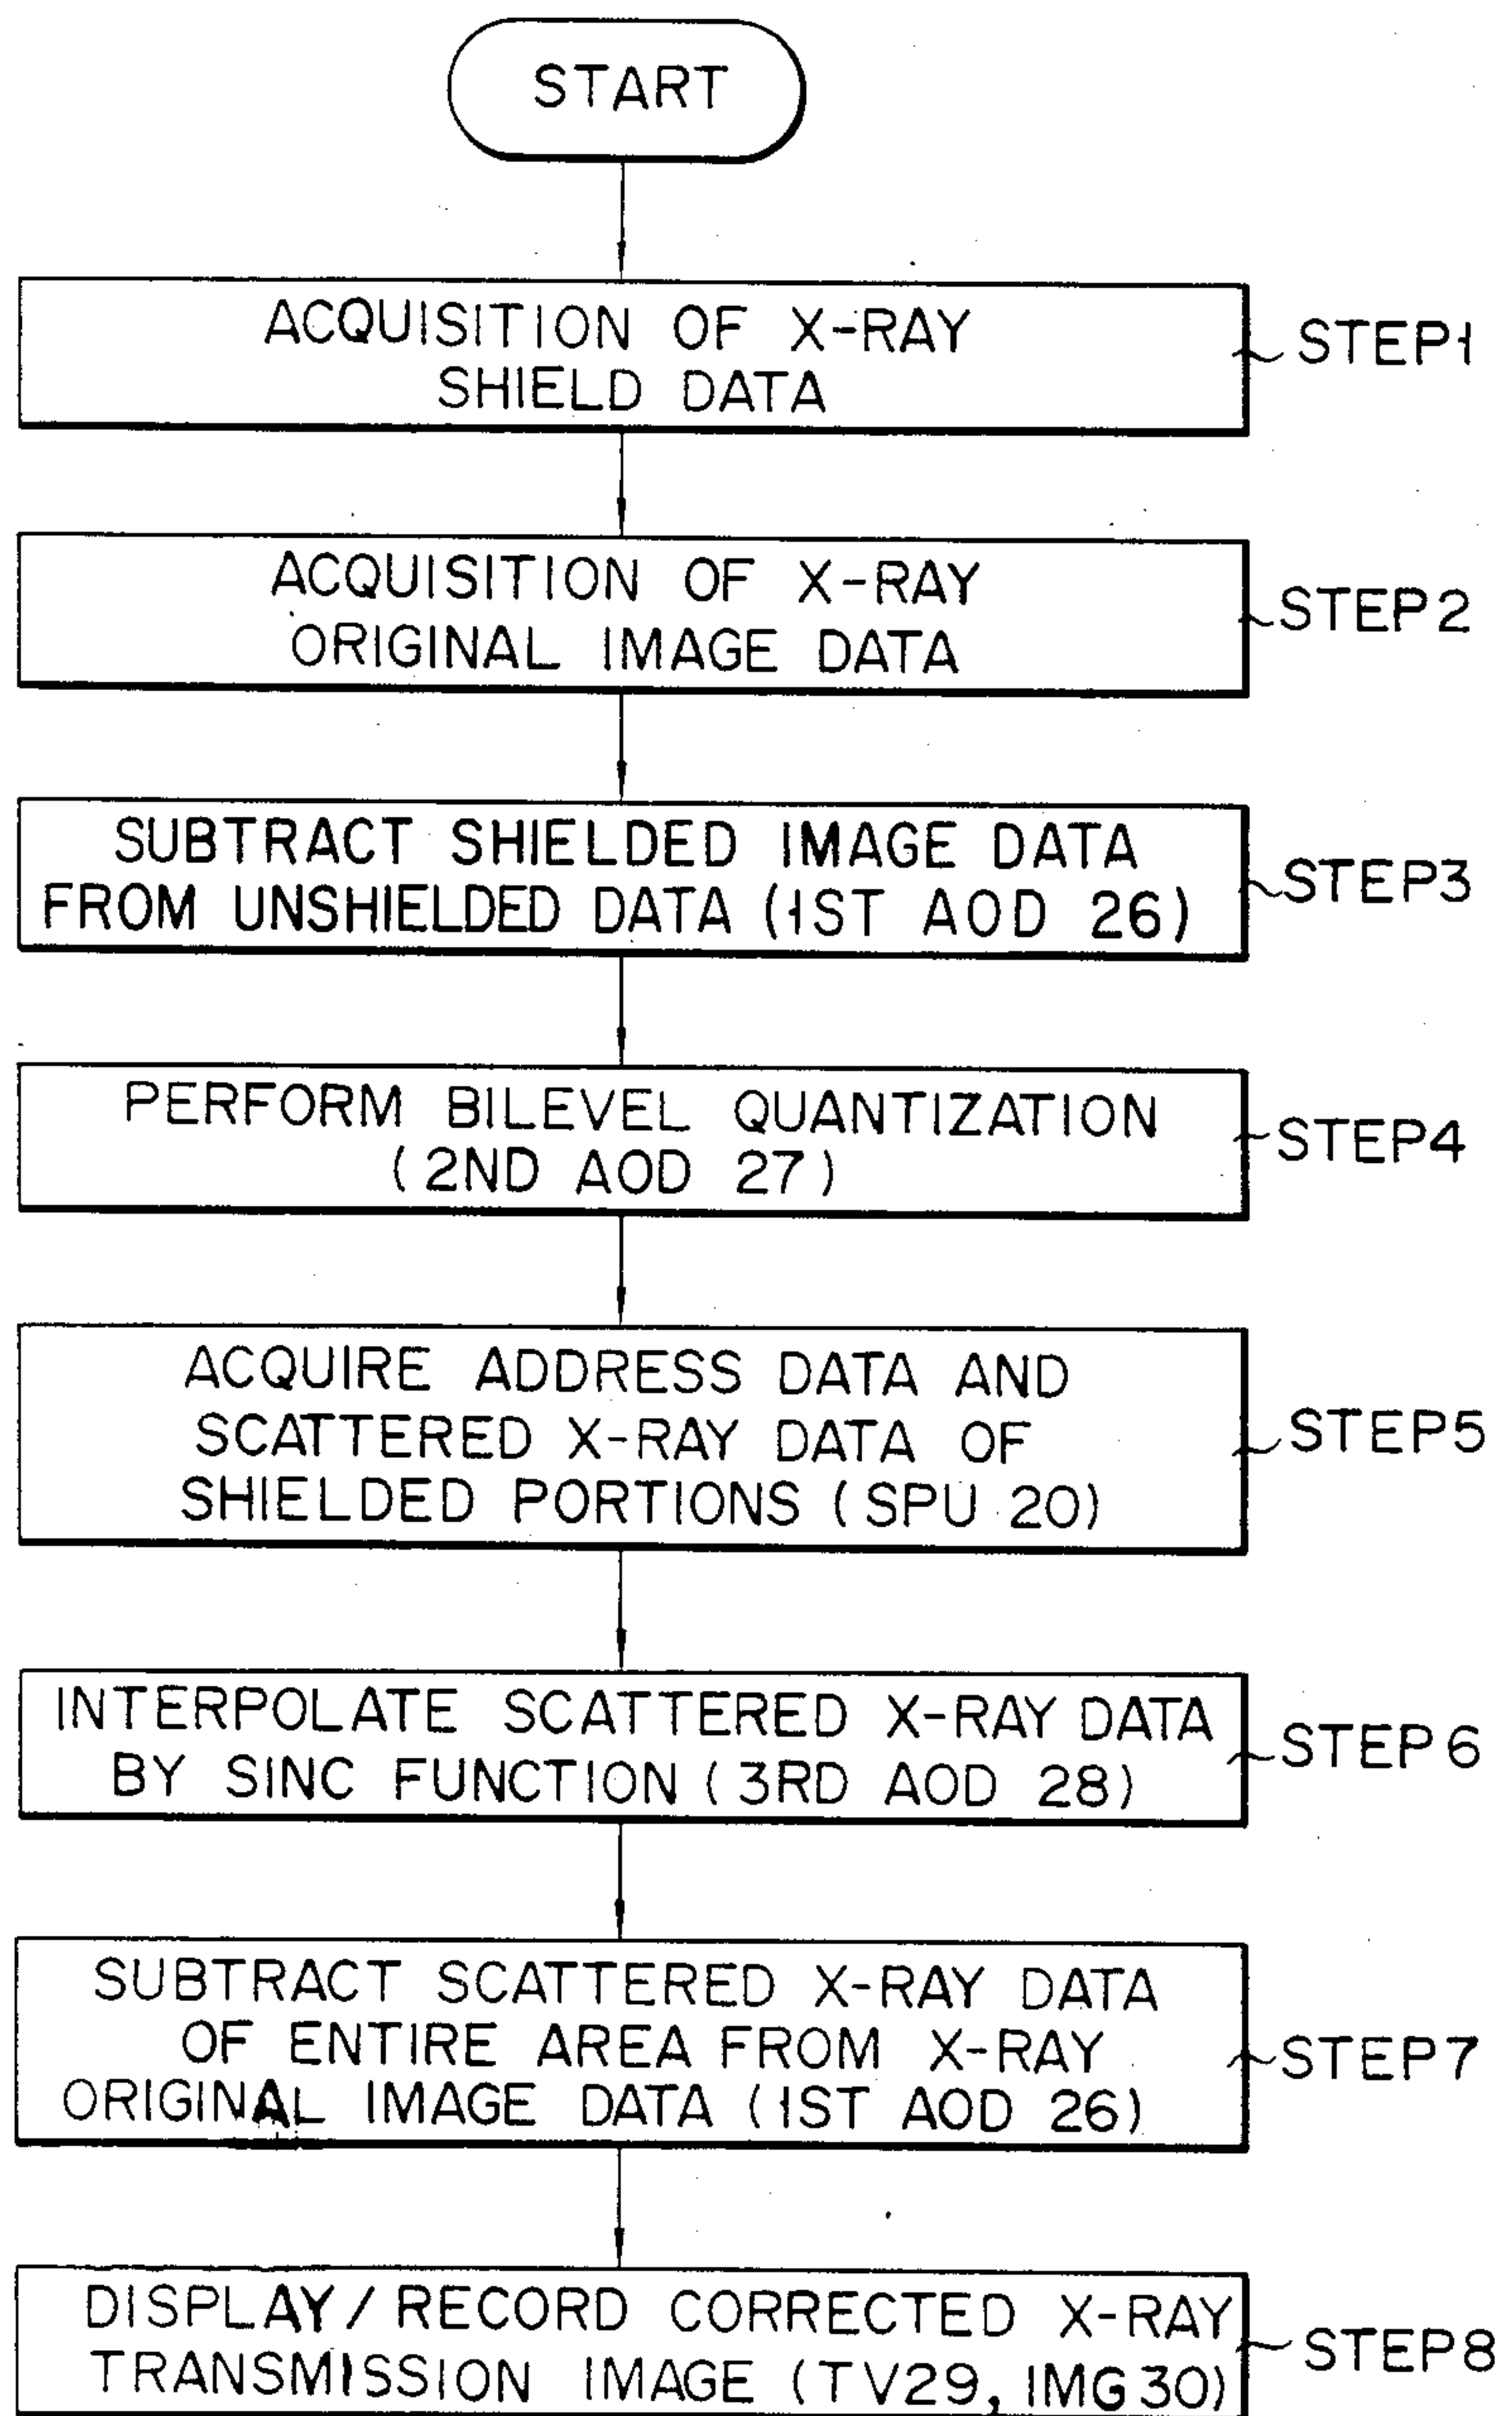 START
ACQUISITION OF X-RAY
SHIELD DATA
STEP1
ACQUISITION OF X-RAY
ORIGINAL IMAGE DATA
STEP2
SUBTRACT SHIELDED IMAGE DATA
FROM UNSHIELDED DATA (1ST AOD 26)
STEP3
PERFORM BILEVEL QUANTIZATION
(2ND AOD 27)
STEP4
ACQUIRE ADDRESS DATA AND
SCATTERED X-RAY DATA OF
SHIELDED PORTIONS (SPU 20)
STEP5
INTERPOLATE SCATTERED X-RAY DATA
BY SINC FUNCTION (3RD AOD 28)
STEP6
SUBTRACT SCATTERED X-RAY DATA
OF ENTIRE AREA FROM X-RAY
ORIGINAL IMAGE DATA (1ST AOD 26)
STEP7
DISPLAY/RECORD CORRECTED X-RAY
TRANSMISSION IMAGE (TV29, IMG30)
STEP8